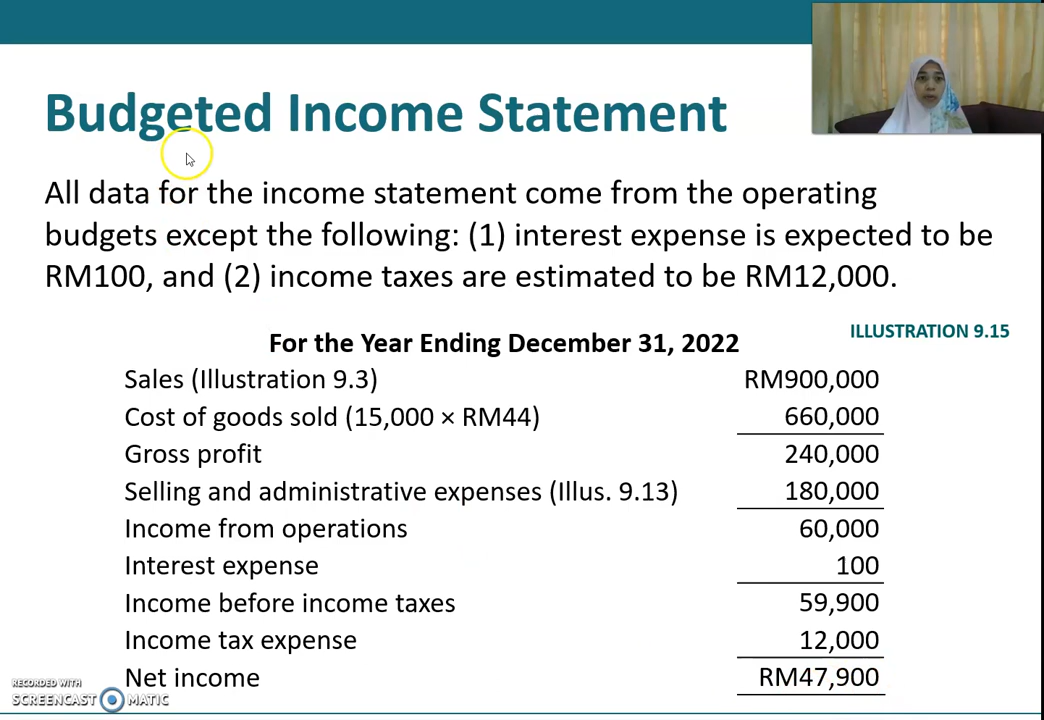 Budgeted Income Statement
All data for the income statement come from the operating
budgets except the following: (1) interest expense is expected to be
RM100, and (2) income taxes are estimated to be RM12,000.
ILLUSTRATION 9.15
For the Year Ending December 31, 2022
Sales (Illustration 9.3) RM900,000
Cost of goods sold (15,000 × RM44) 660,000
Gross profit 240,000
Selling and administrative expenses (Illus. 9.13) 180,000
Income from operations 60,000
Interest expense 100
Income before income taxes 59,900
Income tax expense 12,000
Net income RM47,900
RECORDED WITH
SCREENCAST MATIC